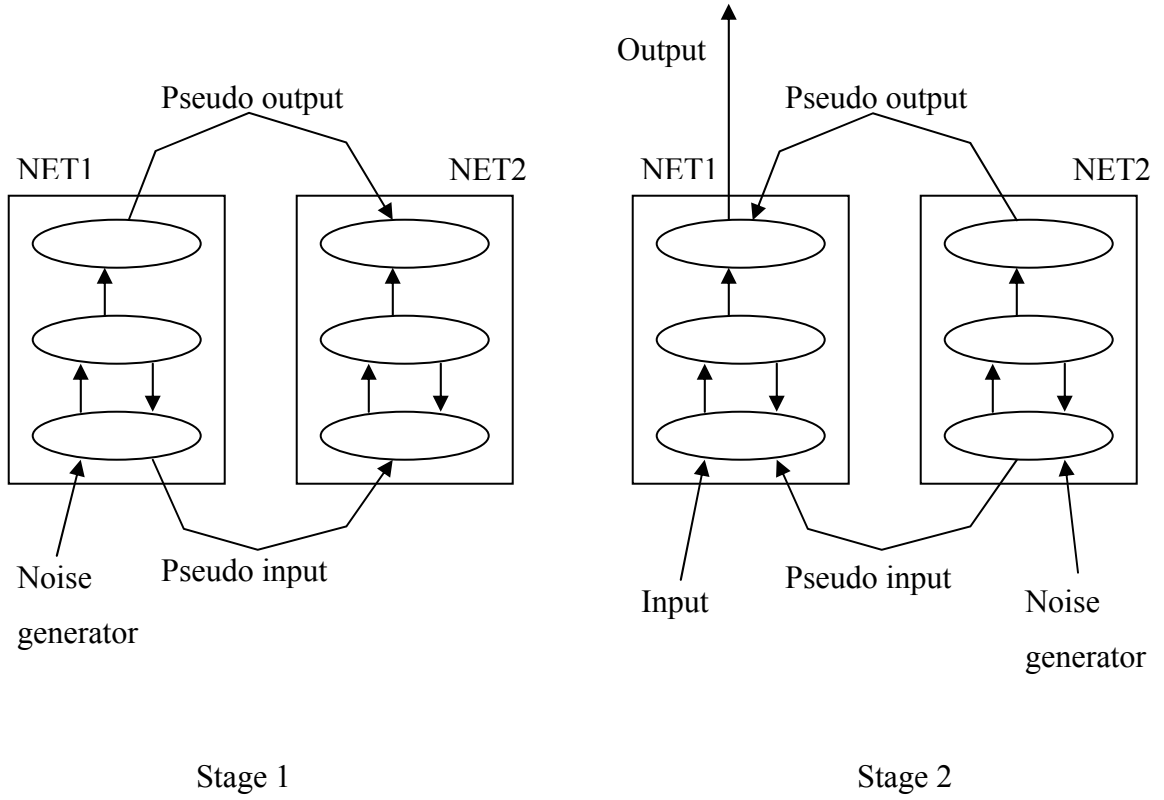 Output
Pseudo output
Pseudo output
NET1
NET2
NET1
NET2
Noise
generator
Pseudo input
Input
Pseudo input
Noise
generator
Stage 1
Stage 2